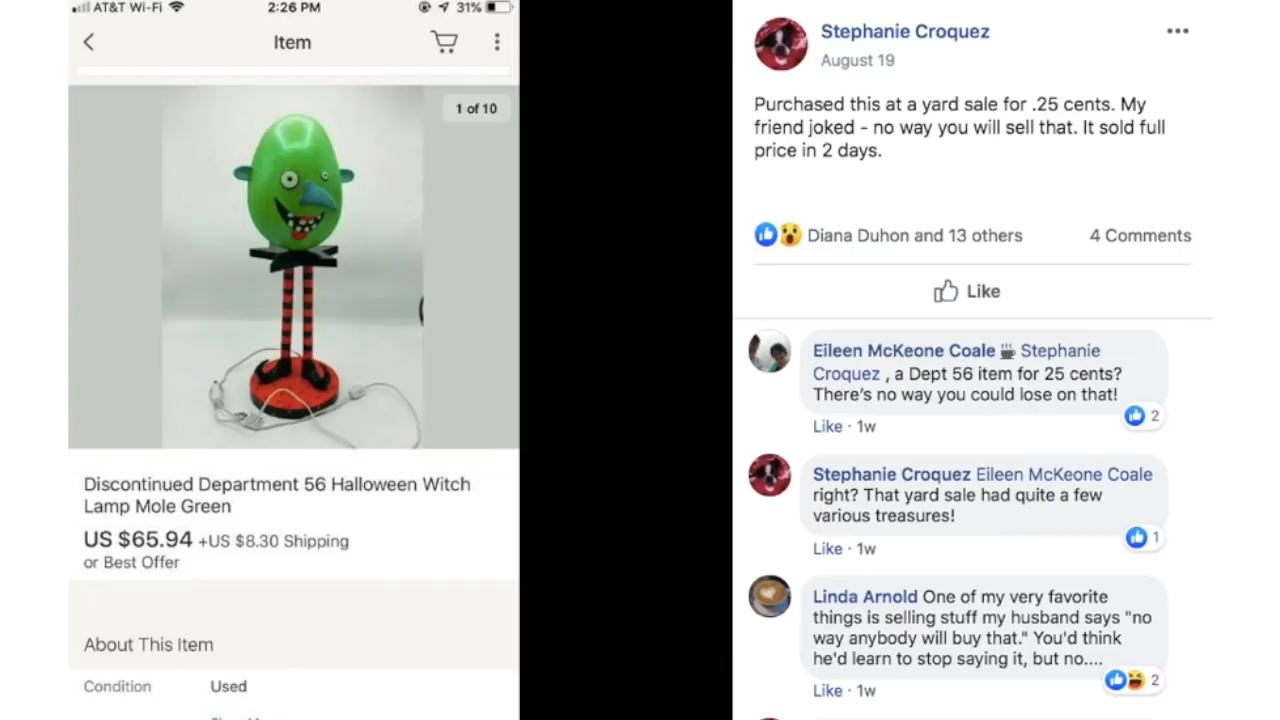 AT&T Wi-Fi 2:26 PM 31%
Item
1 of 10
Discontinued Department 56 Halloween Witch
Lamp Mole Green
US $65.94 +US $8.30 Shipping
or Best Offer
About This Item
Condition Used
Stephanie Croquez
August 19
Purchased this at a yard sale for .25 cents. My
friend joked - no way you will sell that. It sold full
price in 2 days.
Diana Duhon and 13 others 4 Comments
Like
Eileen McKeone Coale Stephanie
Croquez , a Dept 56 item for 25 cents?
There's no way you could lose on that!
2
Like · 1w
Stephanie Croquez Eileen McKeone Coale
right? That yard sale had quite a few
various treasures!
1
Like · 1w
Linda Arnold One of my very favorite
things is selling stuff my husband says "no
way anybody will buy that." You'd think
he'd learn to stop saying it, but no....
2
Like · 1w